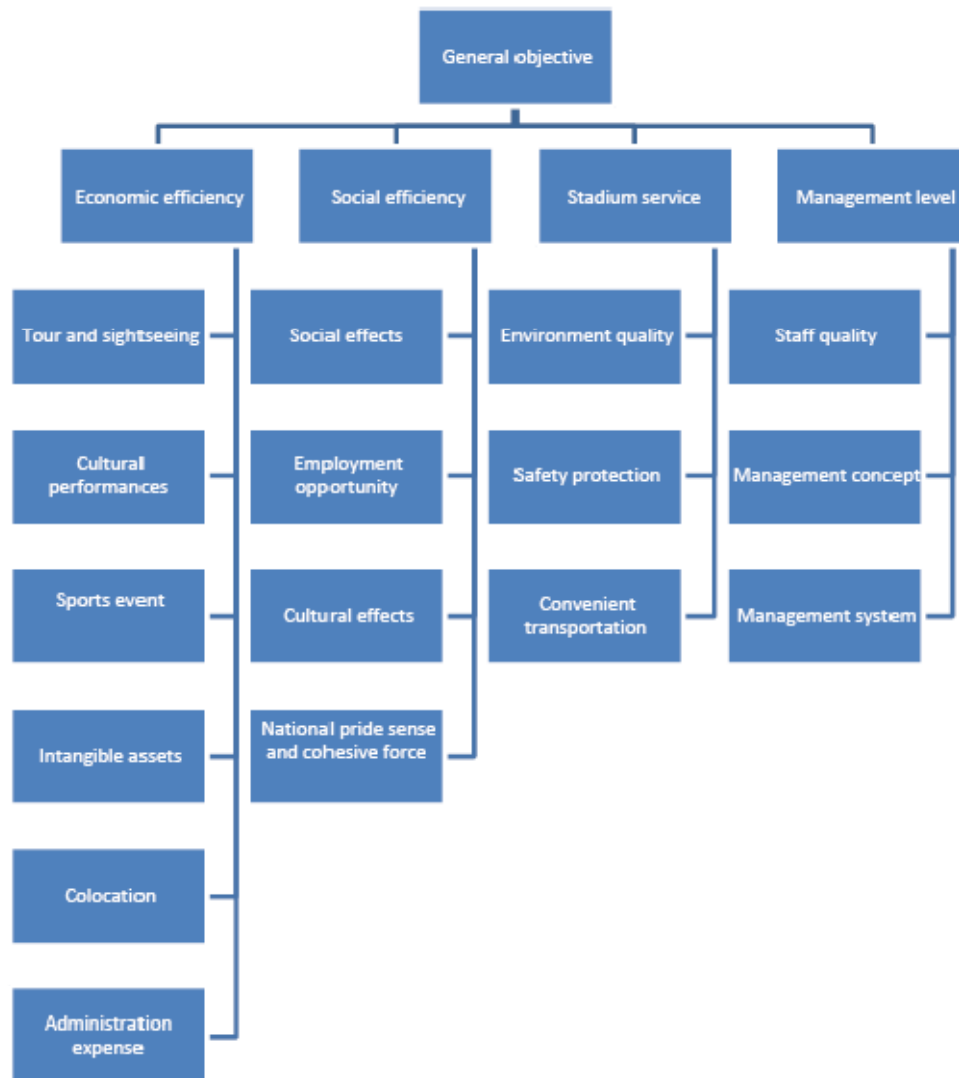 General objective
Economic efficiency
Social efficiency
Stadium service
Management level
Tour and sightseeing
Social effects
Environment quality
Staff quality
Cultural
performances
Employment
opportunity
Safety protection
Management concept
Sports event
Cultural effects
Convenient
transportation
Management system
Intangible assets
National pride sense
and cohesive force
Colocation
Administration
expense